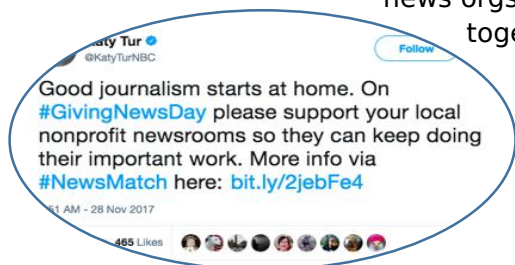 news orgs
toge
Katy Tur
@KatyTurNBC
Follow
Good journalism starts at home. On
#GivingNewsDay please support your local
nonprofit newsrooms so they can keep doing
their important work. More info via
#NewsMatch here: bit.ly/2jebFe4
51 AM - 28 Nov 2017
465 Likes